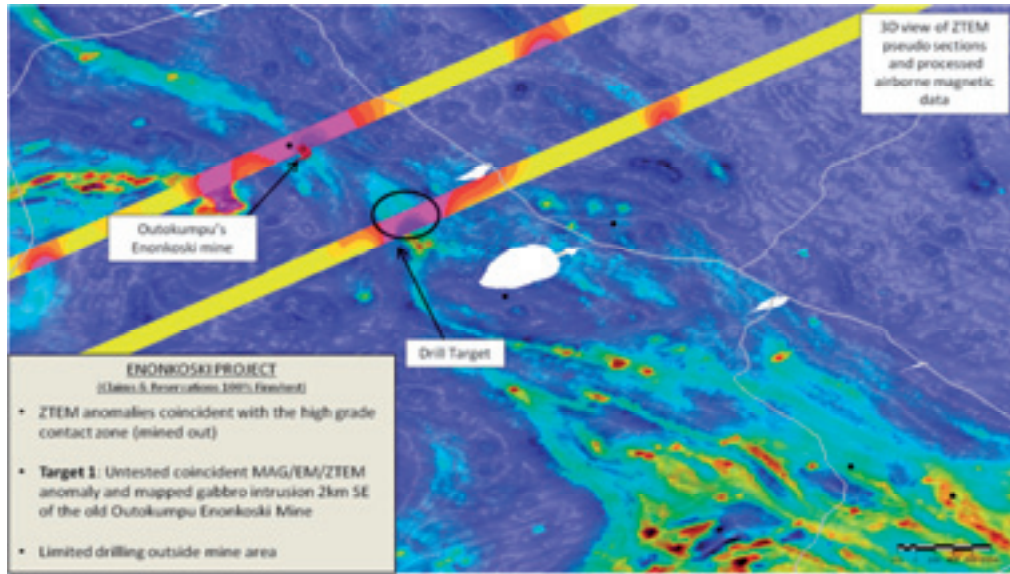 3D view of ZTEM
pseudo sections
and processed
airborne magnetic
data
Outokumpu's
Enonkoski mine
Drill Target
ENONKOSKI PROJECT
(Claims & Reservations 100%
• ZTEM anomalies coincident with the high grade
contact zone (mined out)
• Target 1: Untested coincident MAG/EM/ZTEM
anomaly and mapped gabbro intrusion 2km SE
of the old Outokumpu Enonkoski Mine
• Limited drilling outside mine area